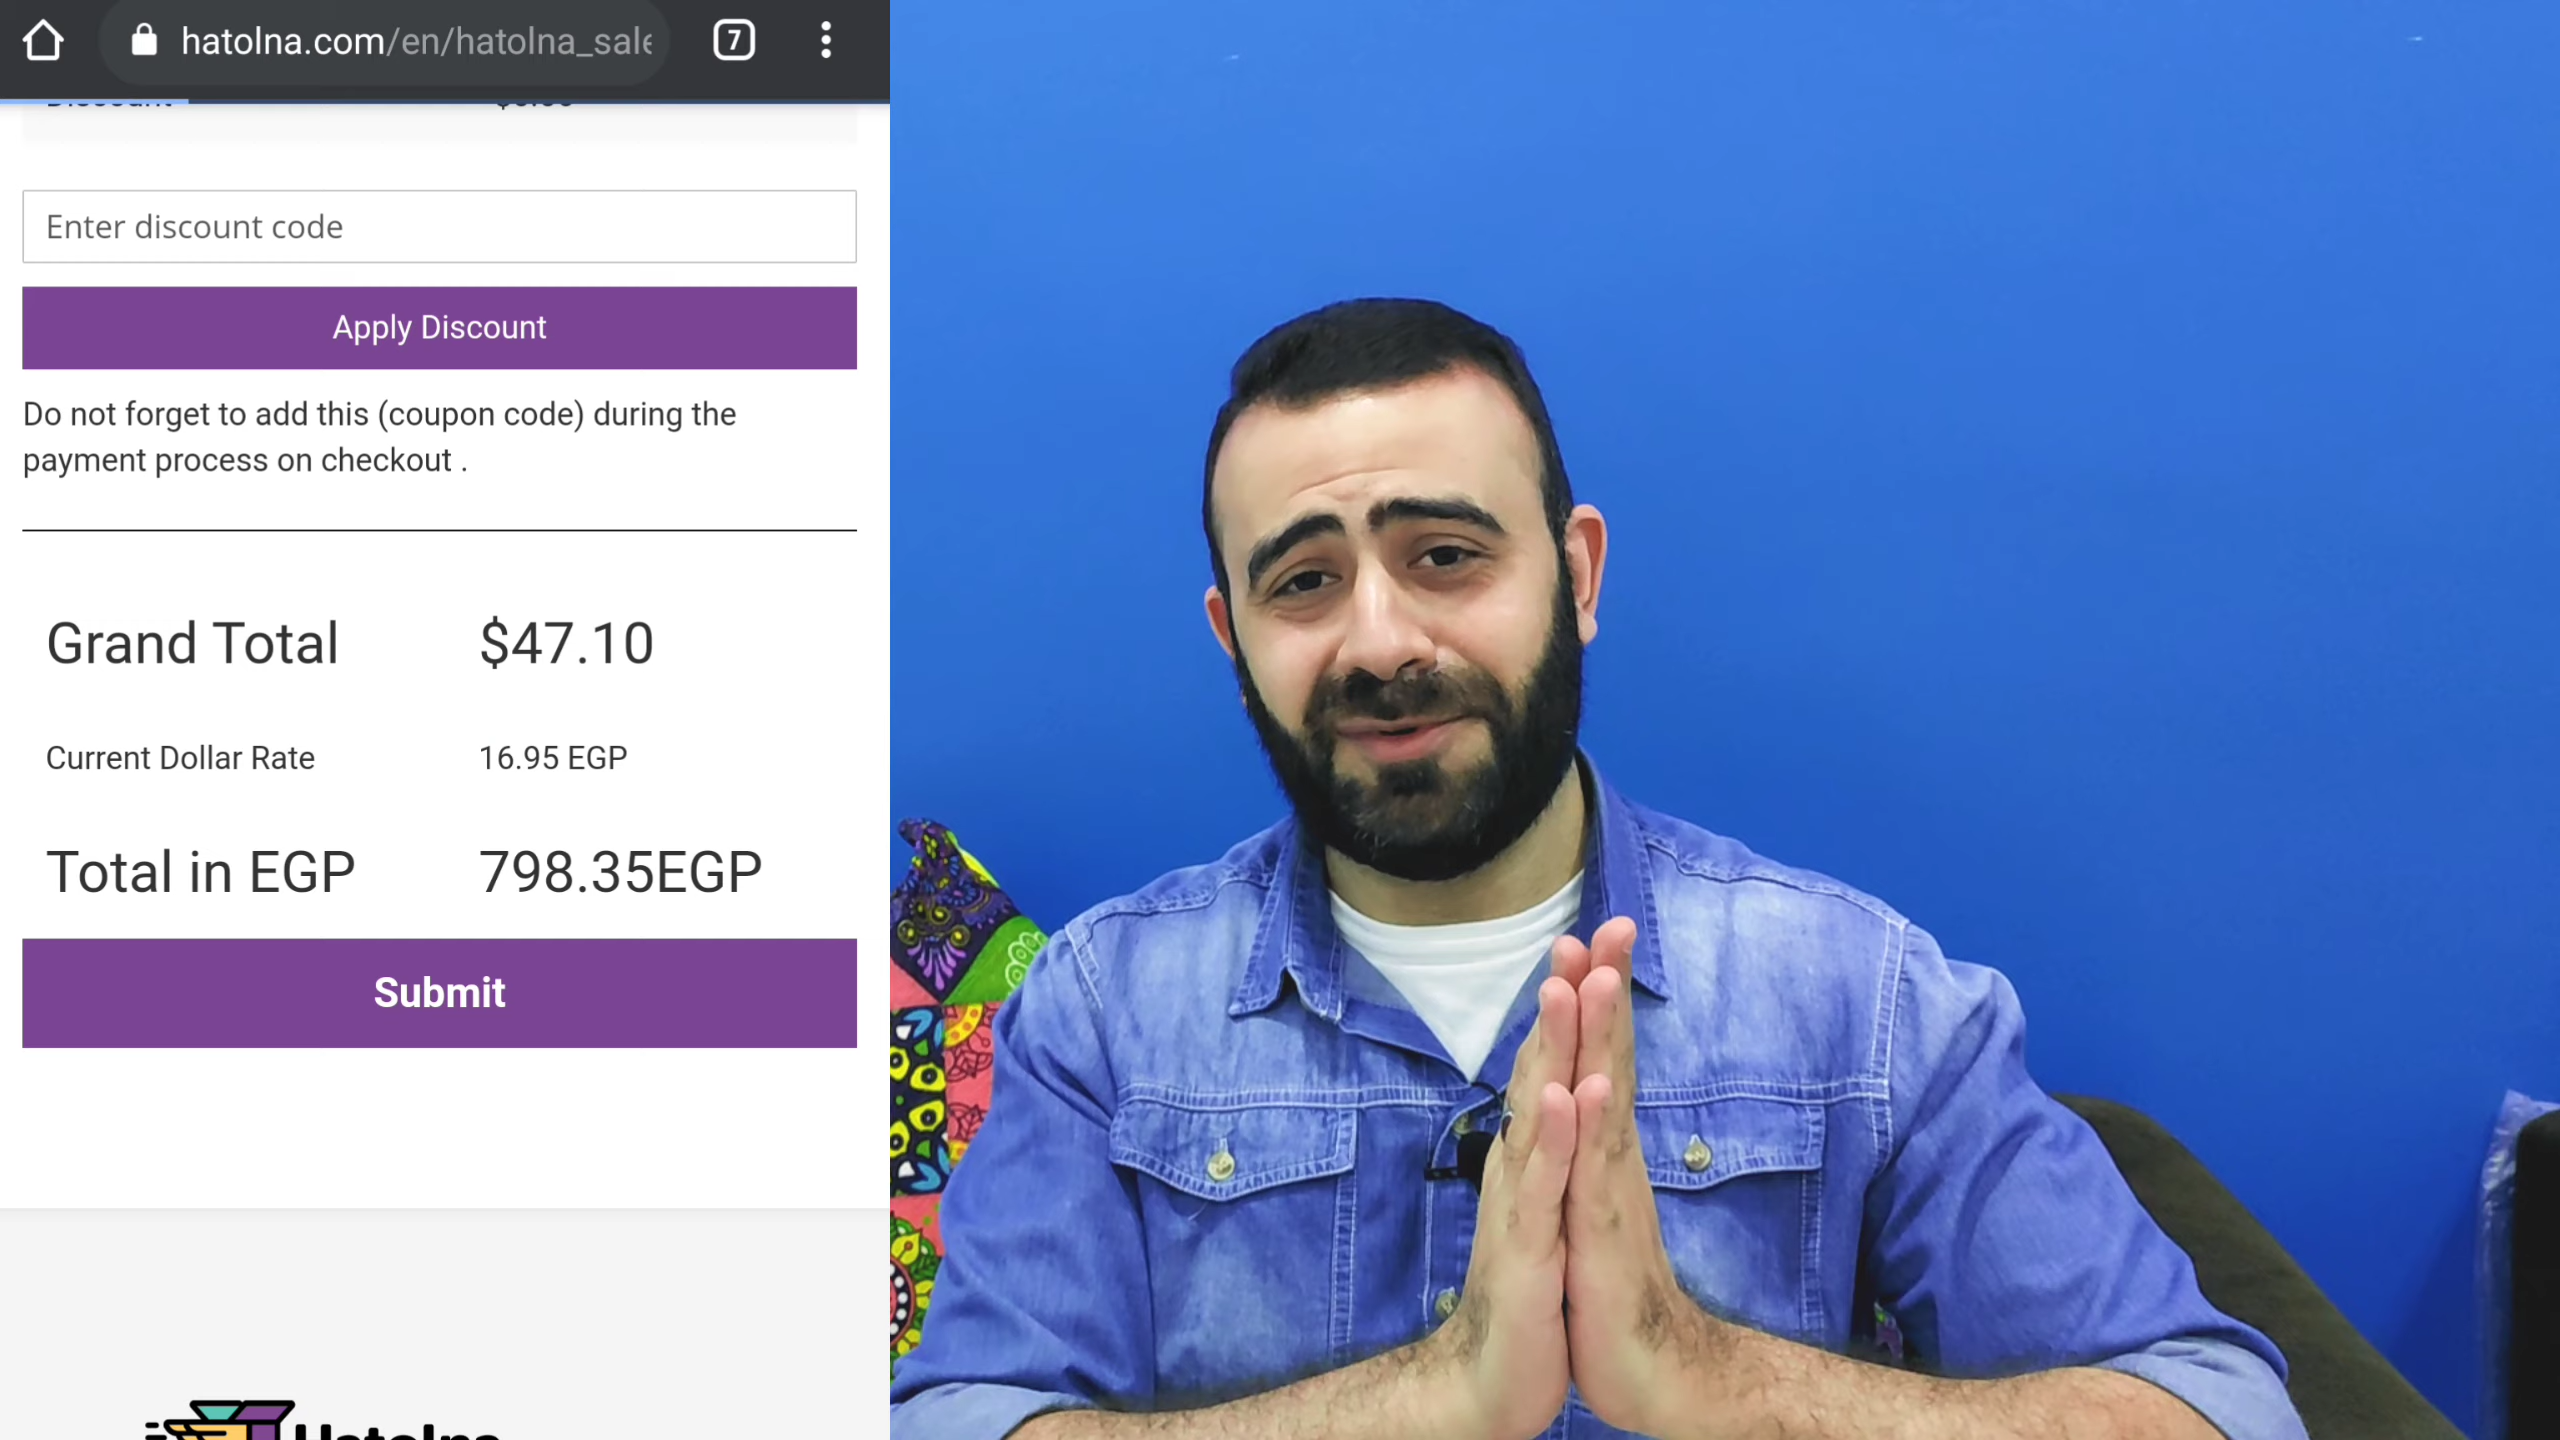 hatolna.com/en/hatolna_sale
7
Enter discount code
Apply Discount
Do not forget to add this (coupon code) during the
payment process on checkout .
Grand Total $47.10
Current Dollar Rate 16.95 EGP
Total in EGP 798.35EGP
Submit
Hatolna